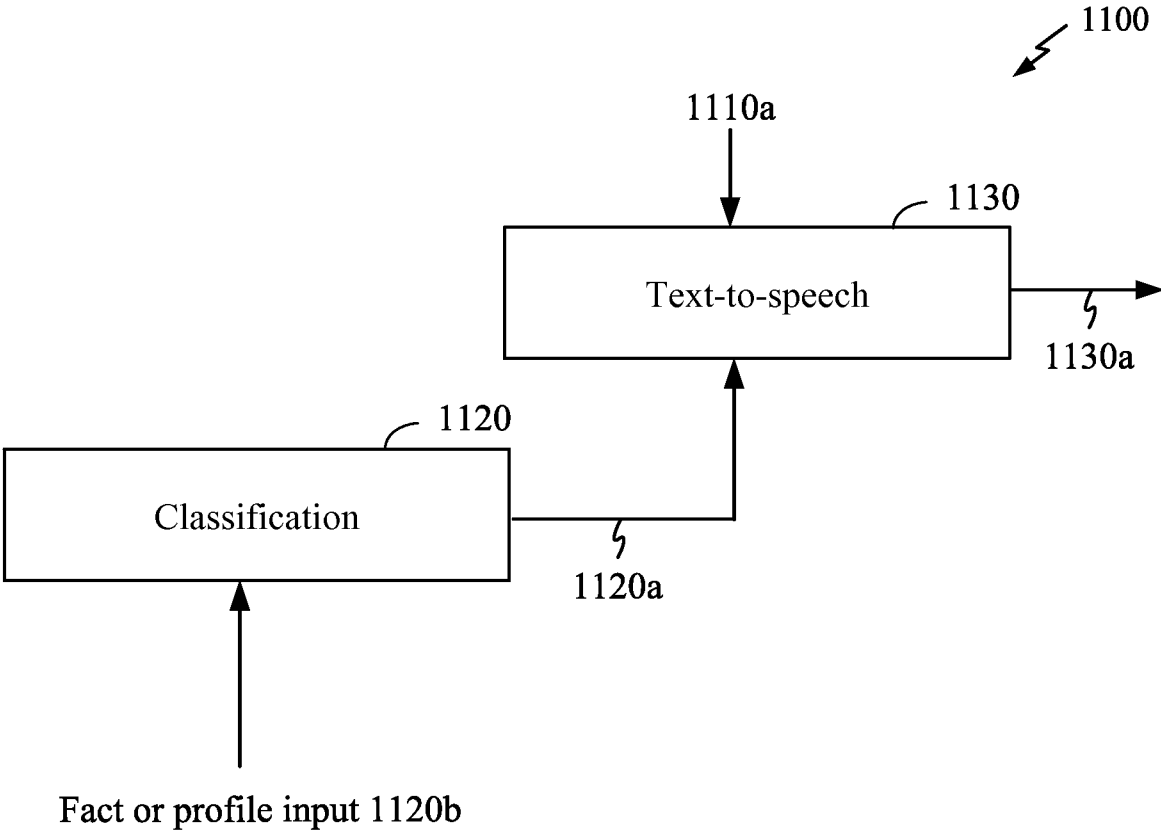 1100
1110a
1130
Text-to-speech
1130a
1120
Classification
1120a
Fact or profile input 1120b